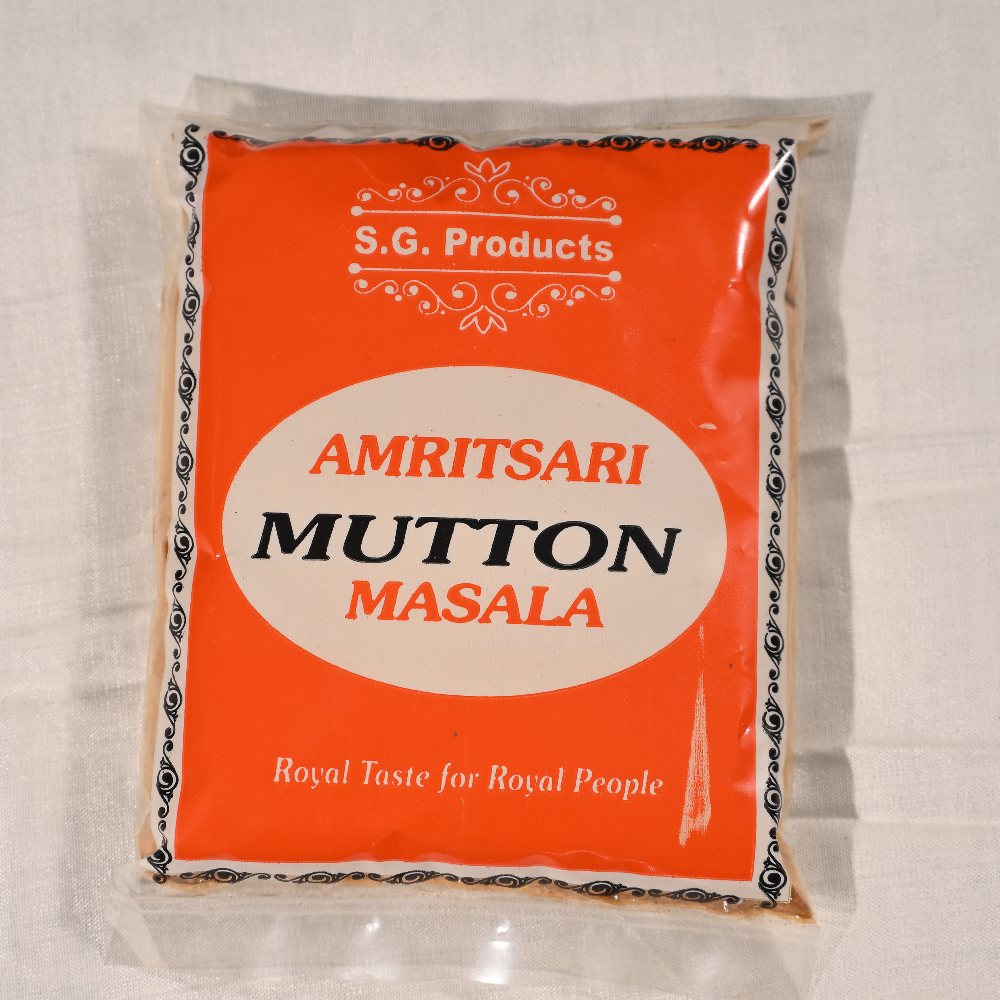 S.G. Products
AMRITSARI
MUTTON
MASALA
Royal Taste for Royal People